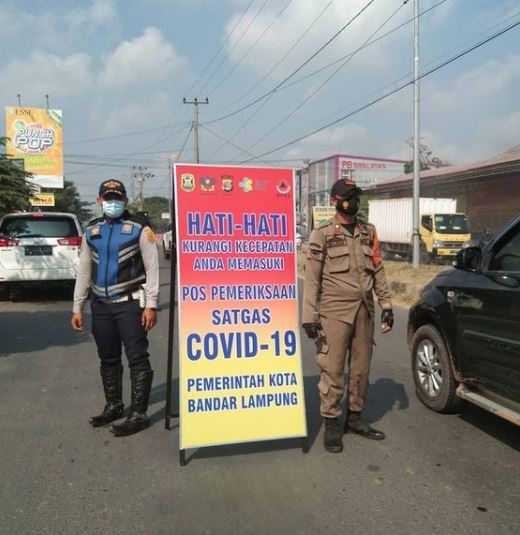 ESSE
PUNCH
POP
PB SWALAYAN
HATI-HATI
KURANGI KECEPATAN
ANDA MEMASUKI
POS PEMERIKSAAN
SATGAS
COVID-19
PEMERINTAH KOTA
BANDAR LAMPUNG